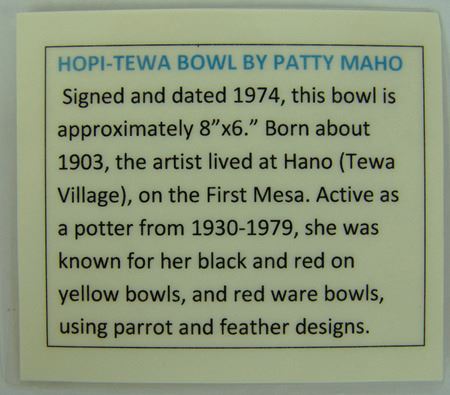 HOPI-TEWA BOWL BY PATTY MAHO
Signed and dated 1974, this bowl is
approximately 8”x6.” Born about
1903, the artist lived at Hano (Tewa
Village), on the First Mesa. Active as
a potter from 1930-1979, she was
known for her black and red on
yellow bowls, and red ware bowls,
using parrot and feather designs.